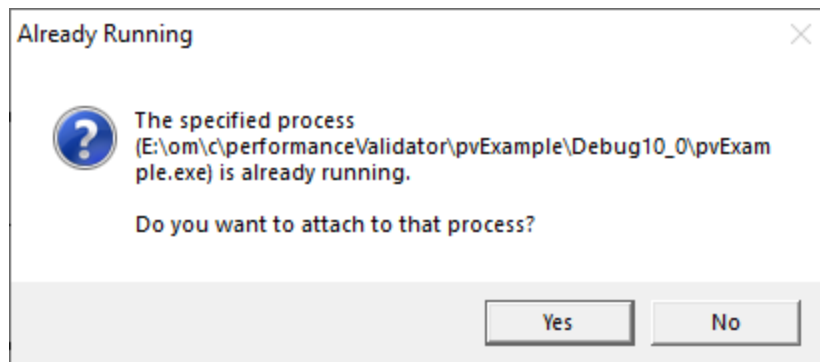 Already Running
The specified process
(E:\om\c\performanceValidator\pvExample\Debug10_0\pvExam
ple.exe) is already running.
Do you want to attach to that process?
Yes
No